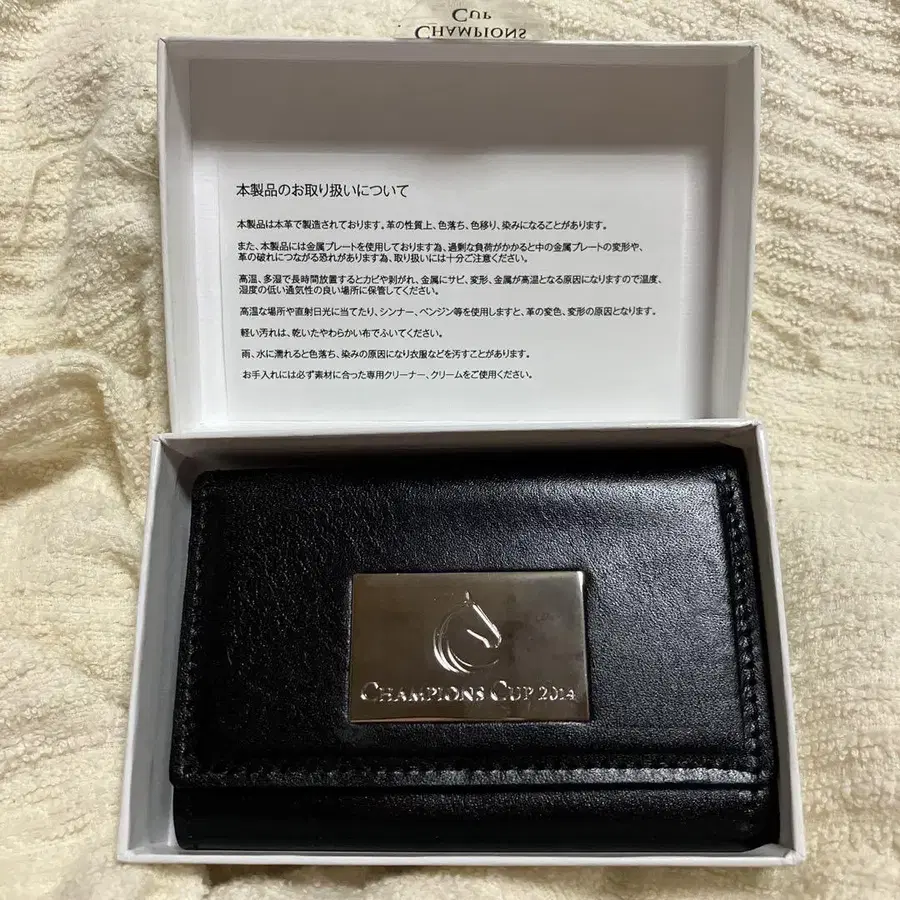 CHAMPIONS
CUP
本製品のお取り扱いについて
本製品は本革で製造されております。革の性質上、色落ち、色移り、染みになることがあります。
また、本製品には金属プレートを使用しております為、過剰な負荷がかかると中の金属プレートの変形や、
革の破れにつながる恐れがあります為、取り扱いには十分ご注意ください。
高温、多湿で長時間放置するとカビや剥がれ、金属にサビ、変形、金属が高温となる原因になりますので温度、
湿度の低い通気性の良い場所に保管してください。
高温な場所や直射日光に当てたり、シンナー、ベンジン等を使用しますと、革の変色、変形の原因となります。
軽い汚れは、乾いたやわらかい布でふいてください。
雨、水に濡れると色落ち、染みの原因になり衣服などを汚すことがあります。
お手入れには必ず素材に合った専用クリーナー、クリームをご使用ください。
CHAMPIONS CUP 2014